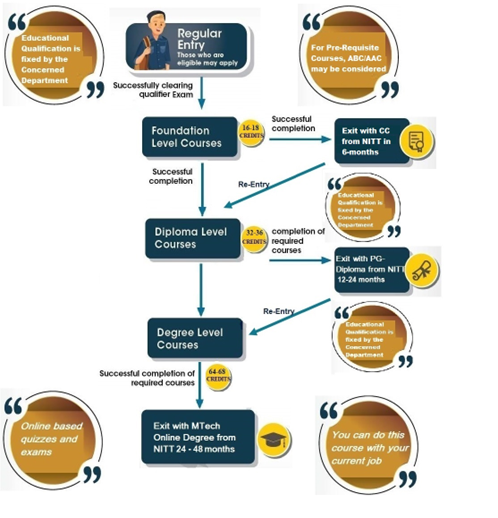 Educational
Qualification is
fixed by the
Concerned
Department
Regular
Entry
Those who are
eligible may apply
For Pre-Requisite
Courses, ABC/AAC
may be considered
Successfully clearing
qualifier Exam
Foundation
Level Courses
16-18
CREDITS
Successful
completion
Exit with CC
from NITT in
6-months
Successful
completion
Re-Entry
Educational
Qualification is
fixed by the
Concerned
Department
Diploma Level
Courses
32-36
CREDITS
completion of
required
courses
Exit with PG-
Diploma from NITT
12-24 months
Re-Entry
Educational
Qualification is
fixed by the
Concerned
Department
Degree Level
Courses
Successful completion of
required courses
64-68
CREDITS
Exit with MTech
Online Degree from
NITT 24 - 48 months
Online based
quizzes and
exams
You can do this
course with your
current job